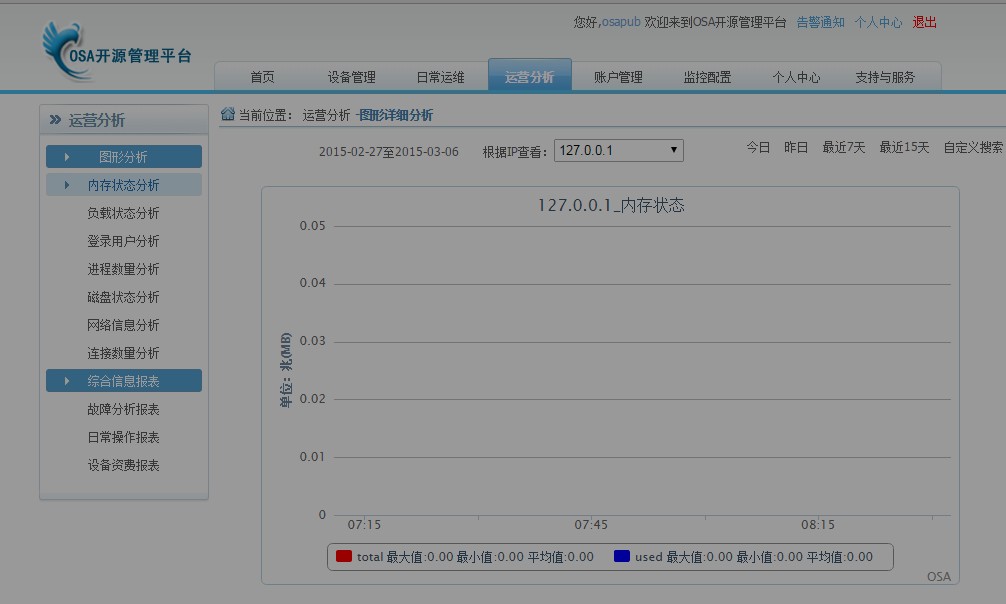 您好,osapub 欢迎来到OSA开源管理平台 告警通知 个人中心 退出
OSA开源管理平台
首页 设备管理 日常运维 运营分析 账户管理 监控配置 个人中心 支持与服务
运营分析
图形分析
内存状态分析
负载状态分析
登录用户分析
进程数量分析
磁盘状态分析
网络信息分析
连接数量分析
综合信息报表
故障分析报表
日常操作报表
设备资费报表
当前位置： 运营分析 -图形详细分析
2015-02-27至2015-03-06 根据IP查看： 127.0.0.1 今日 昨日 最近7天 最近15天 自定义搜索
127.0.0.1_内存状态
单位：兆(MB)
0.05
0.04
0.03
0.02
0.01
0
07:15 07:45 08:15
total 最大值:0.00 最小值:0.00 平均值:0.00 used 最大值:0.00 最小值:0.00 平均值:0.00
OSA